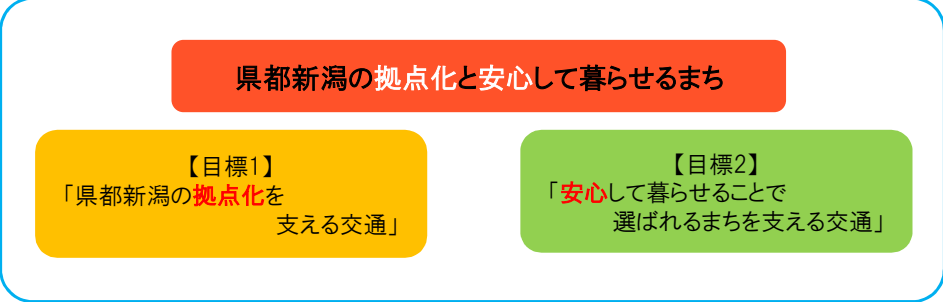 県都新潟の拠点化と安心して暮らせるまち
【目標1】
「県都新潟の拠点化を
支える交通」
【目標2】
「安心して暮らせることで
選ばれるまちを支える交通」